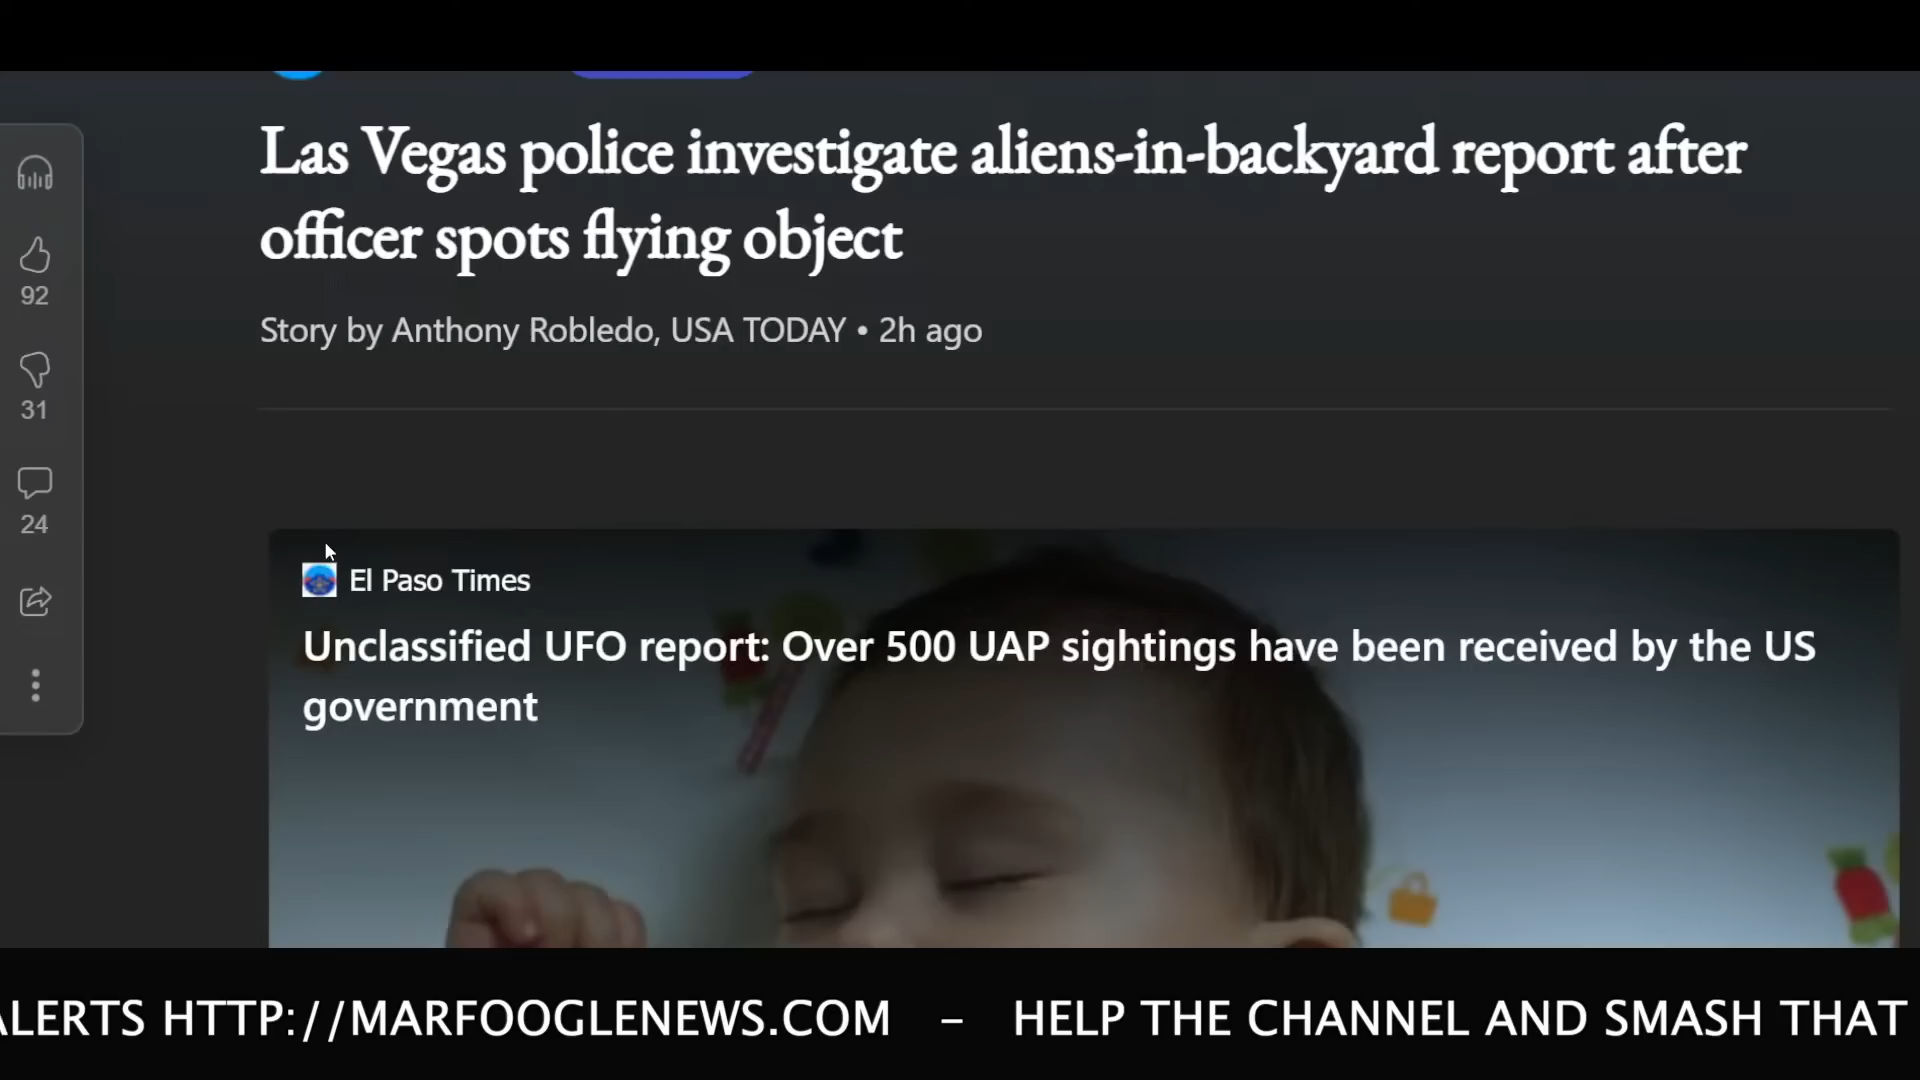 Las Vegas police investigate aliens-in-backyard report after
officer spots flying object
Story by Anthony Robledo, USA TODAY • 2h ago
92
31
24
El Paso Times
Unclassified UFO report: Over 500 UAP sightings have been received by the US
government
ALERTS HTTP://MARFOOGLENEWS.COM – HELP THE CHANNEL AND SMASH THAT